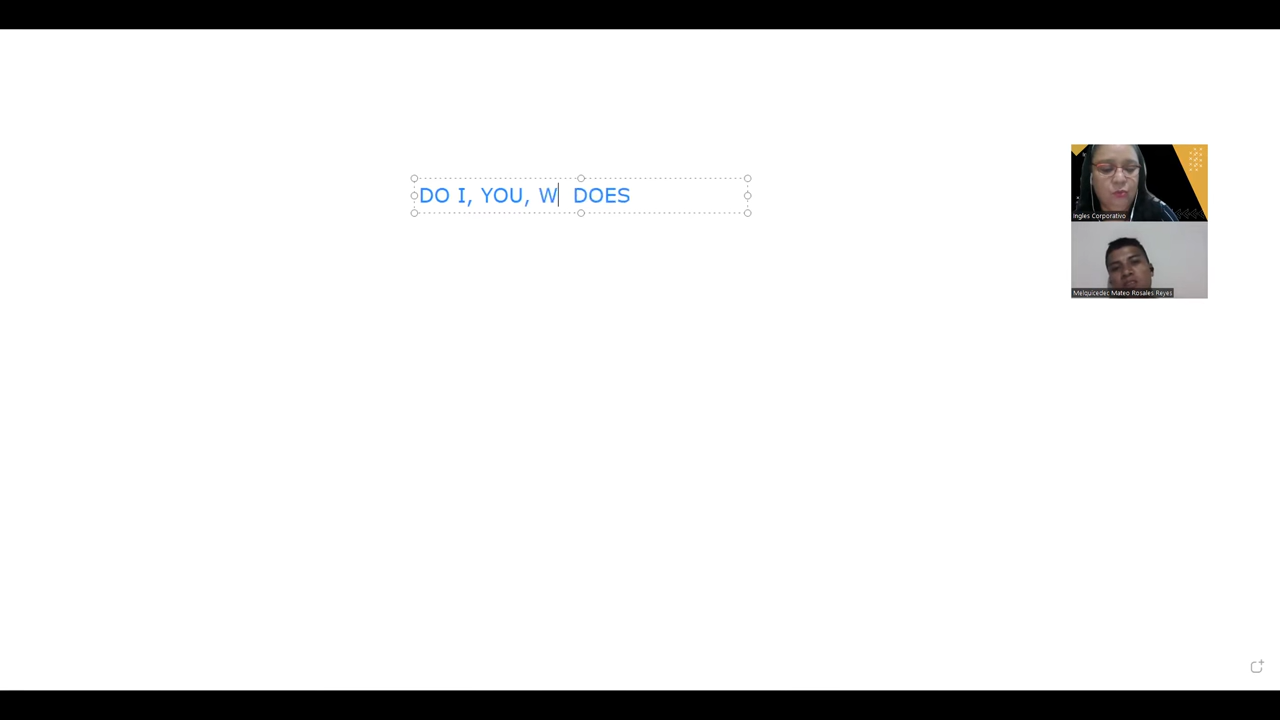 DO I, YOU, W  DOES
Ingles Corporativo
Melquicedec Mateo Rosales Reyes